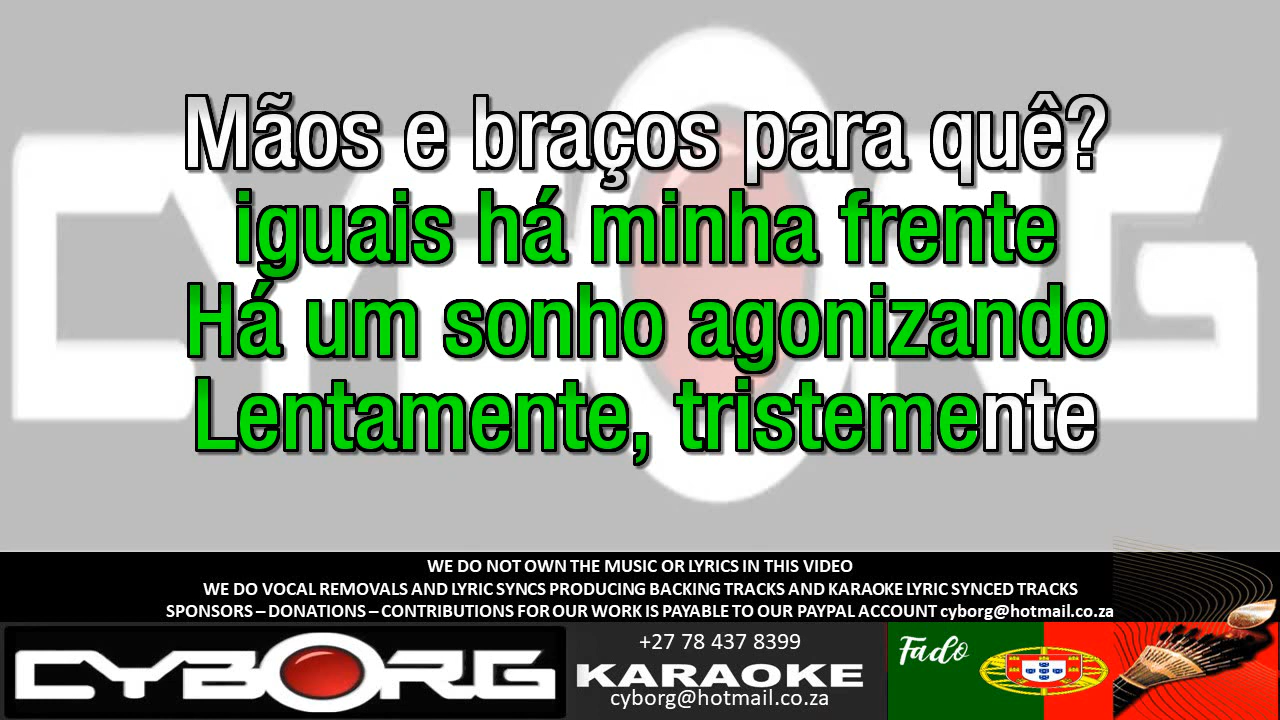 Mãos e braços para quê?
iguais há minha frente
Há um sonho agonizando
Lentamente, tristemente
WE DO NOT OWN THE MUSIC OR LYRICS IN THIS VIDEO
WE DO VOCAL REMOVALS AND LYRIC SYNCS PRODUCING BACKING TRACKS AND KARAOKE LYRIC SYNCED TRACKS
SPONSORS – DONATIONS – CONTRIBUTIONS FOR OUR WORK IS PAYABLE TO OUR PAYPAL ACCOUNT cyborg@hotmail.co.za
CYBORG
+27 78 437 8399
KARAOKE
cyborg@hotmail.co.za
Fado
CYBORG